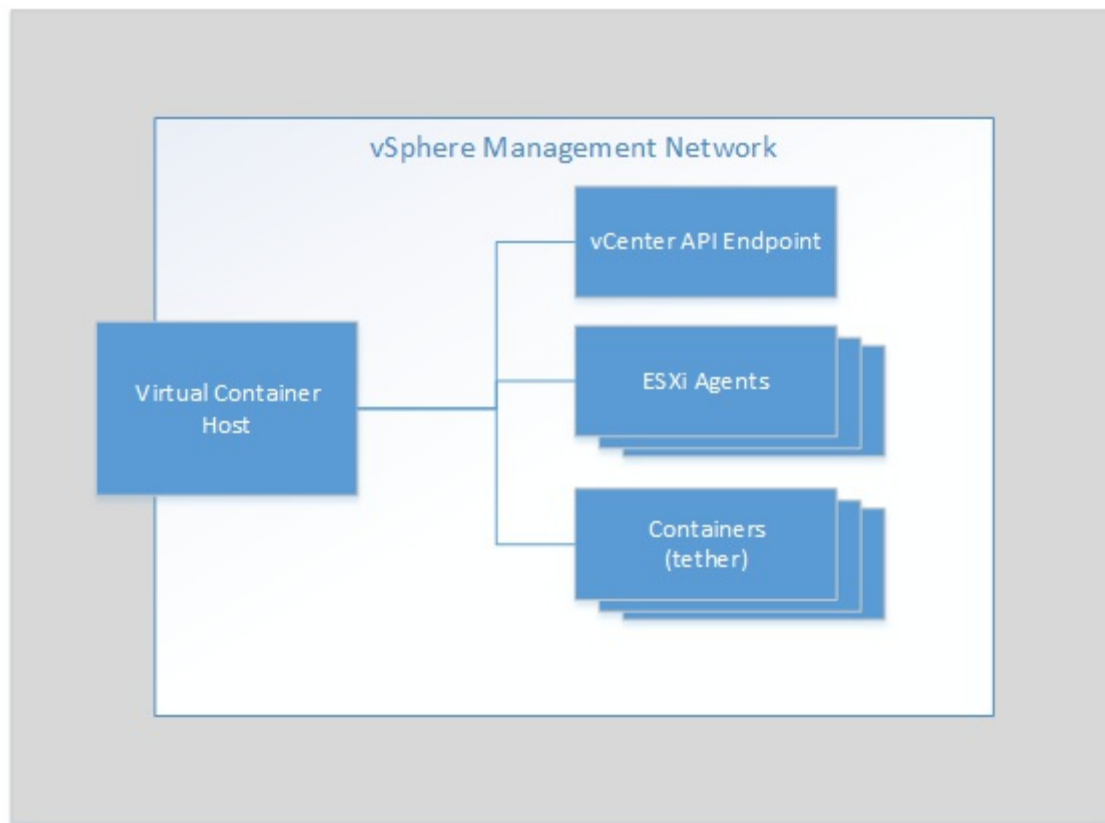 vSphere Management Network
vCenter API Endpoint
Virtual Container
Host
ESXi Agents
Containers
(tether)